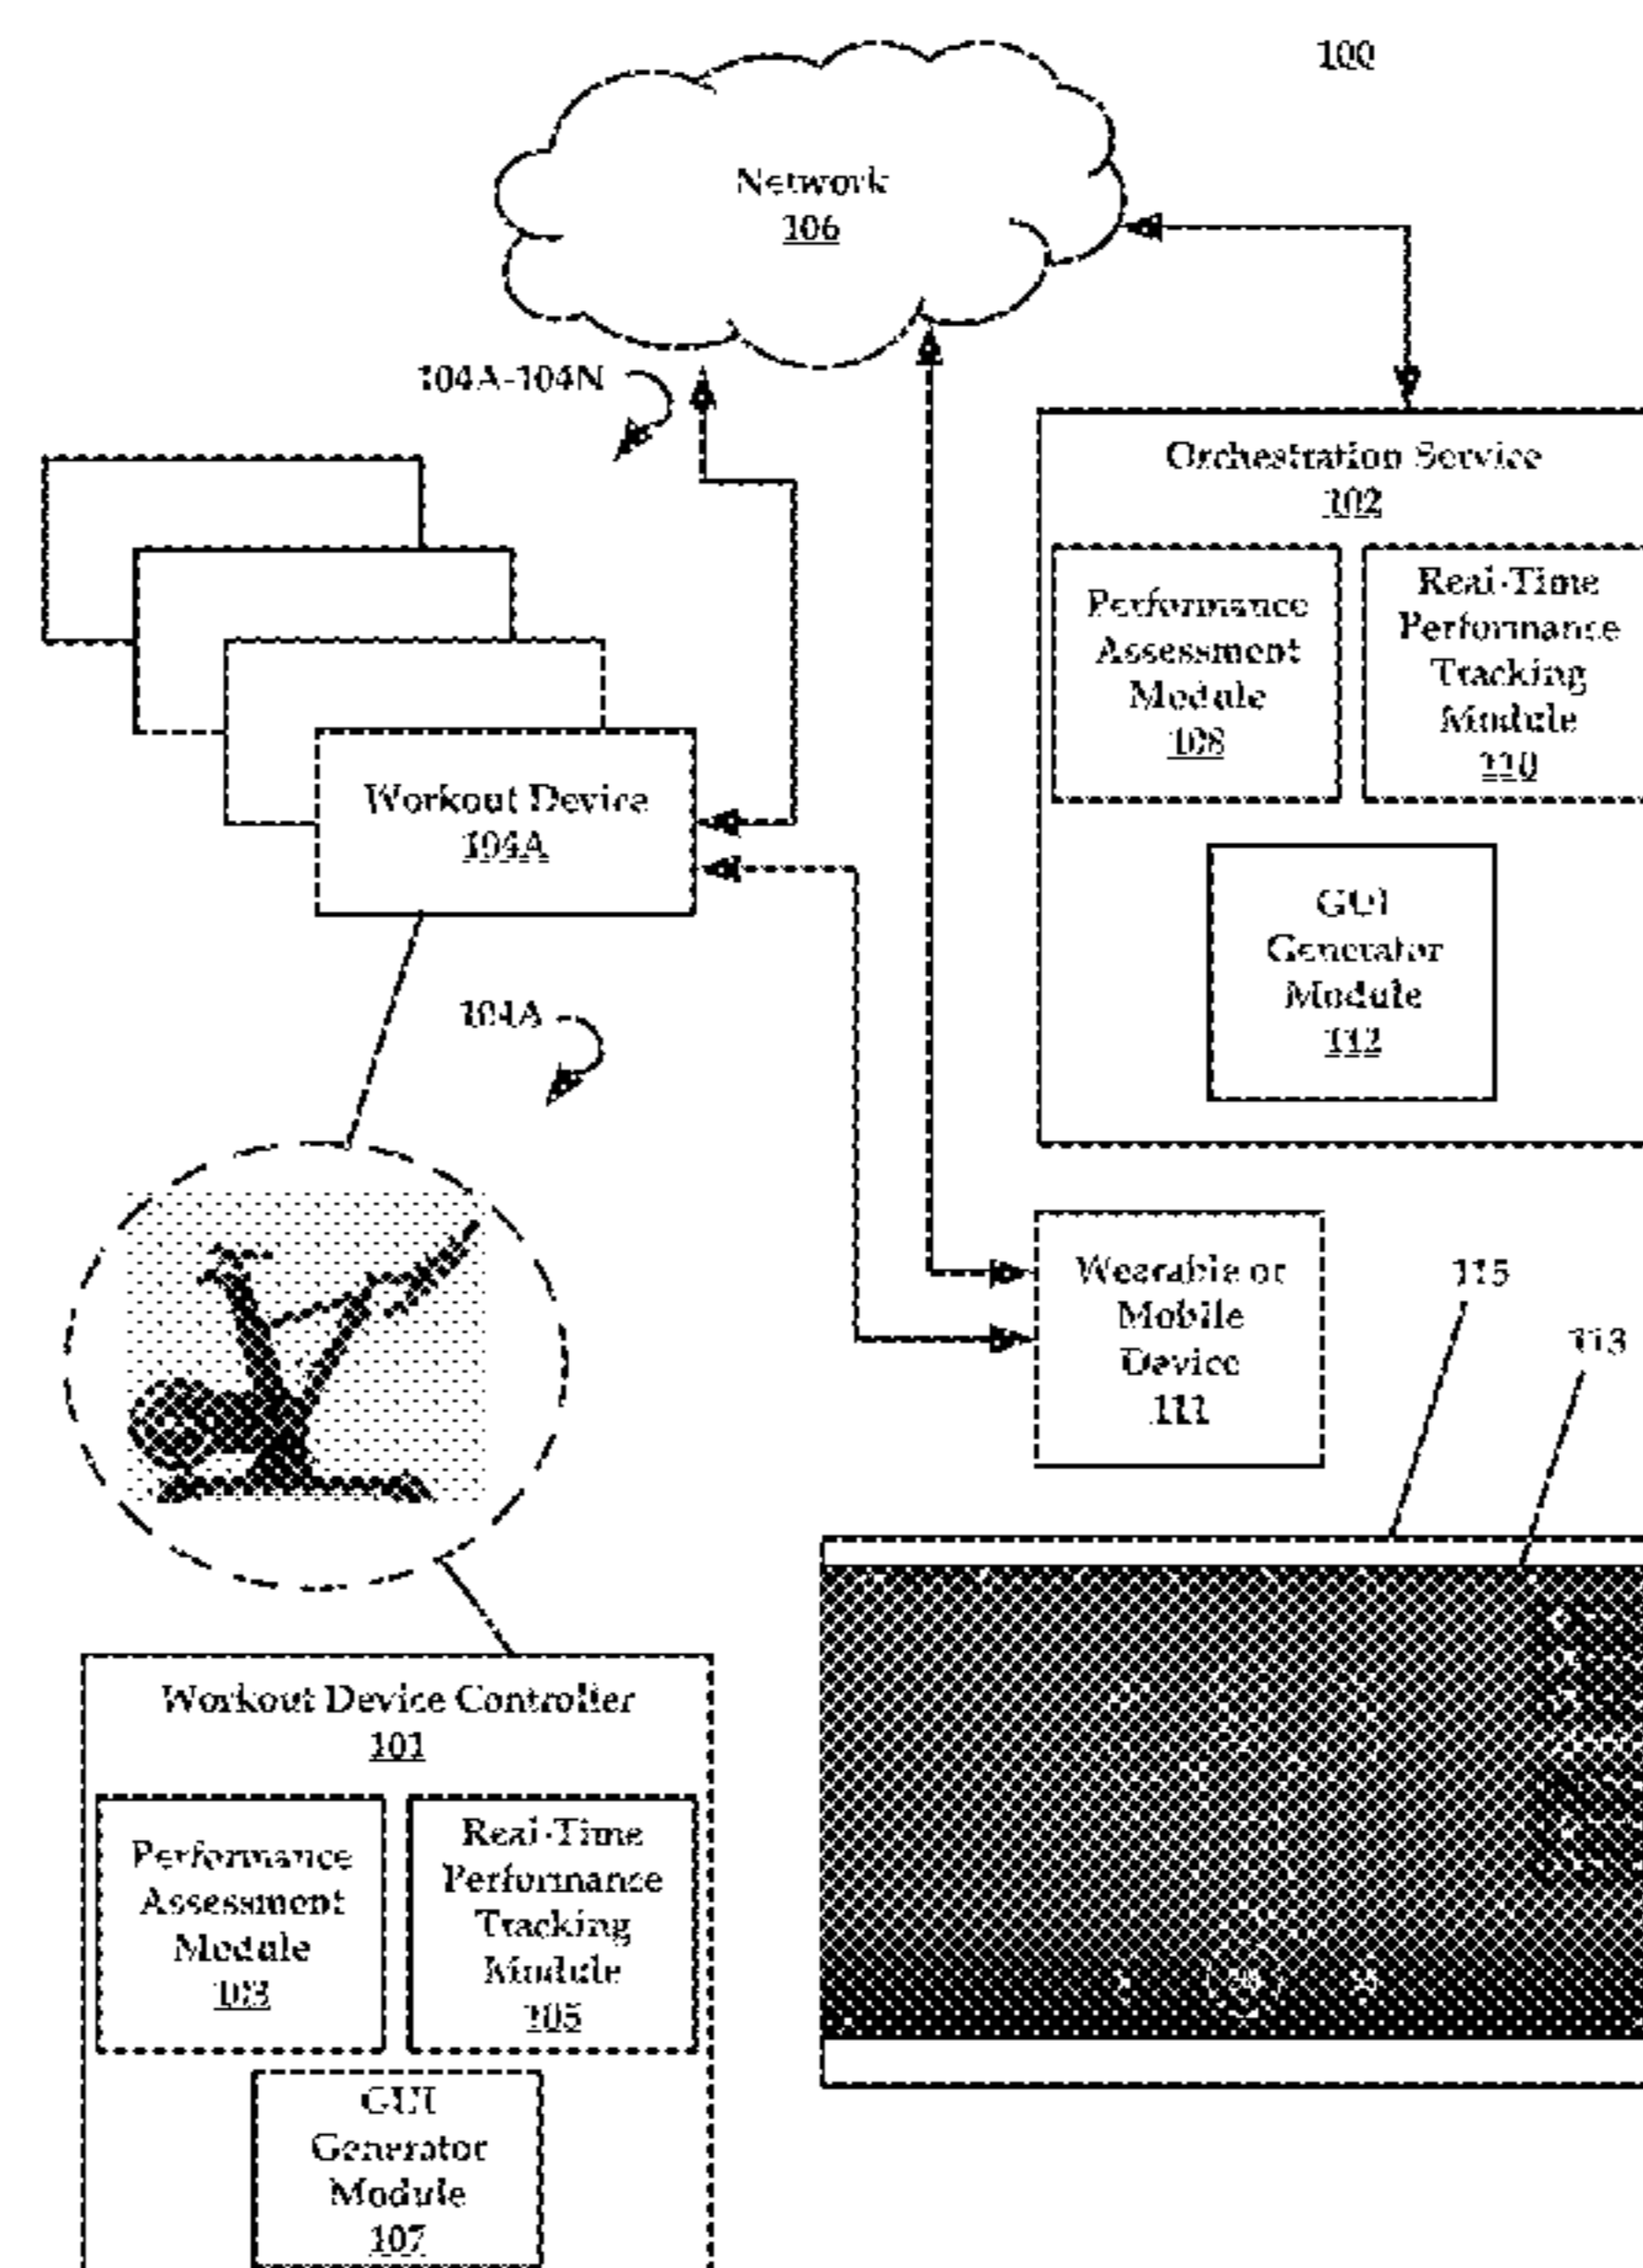 100
Network
106
104A-104N
Orchestration Service
102
Performance
Assessment
Module
108
Real-Time
Performance
Tracking
Module
110
Workout Device
104A
GUI
Generator
Module
112
104A
Wearable or
Mobile
Device
111
115
113
Workout Device Controller
101
Performance
Assessment
Module
103
Real-Time
Performance
Tracking
Module
105
GUI
Generator
Module
107